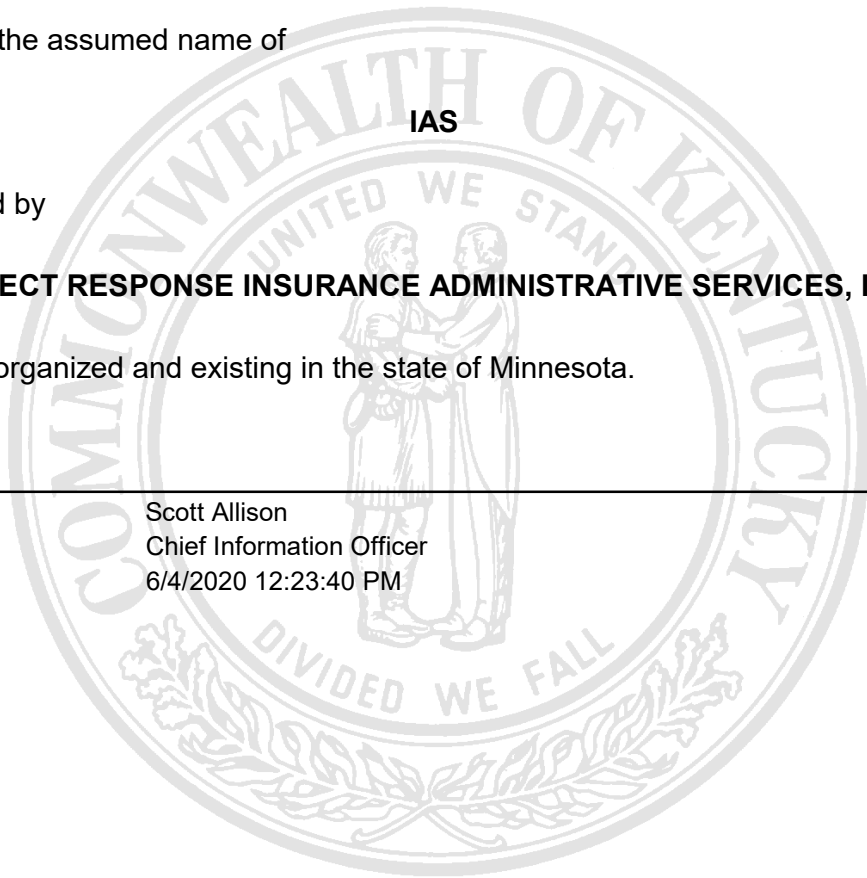 the assumed name of
IAS
d by
ECT RESPONSE INSURANCE ADMINISTRATIVE SERVICES,
organized and existing in the state of Minnesota.
Scott Allison
Chief Information Officer
6/4/2020 12:23:40 PM
COMMONWEALTH OF KENTUCKY
UNITED WE STAND
DIVIDED WE FALL